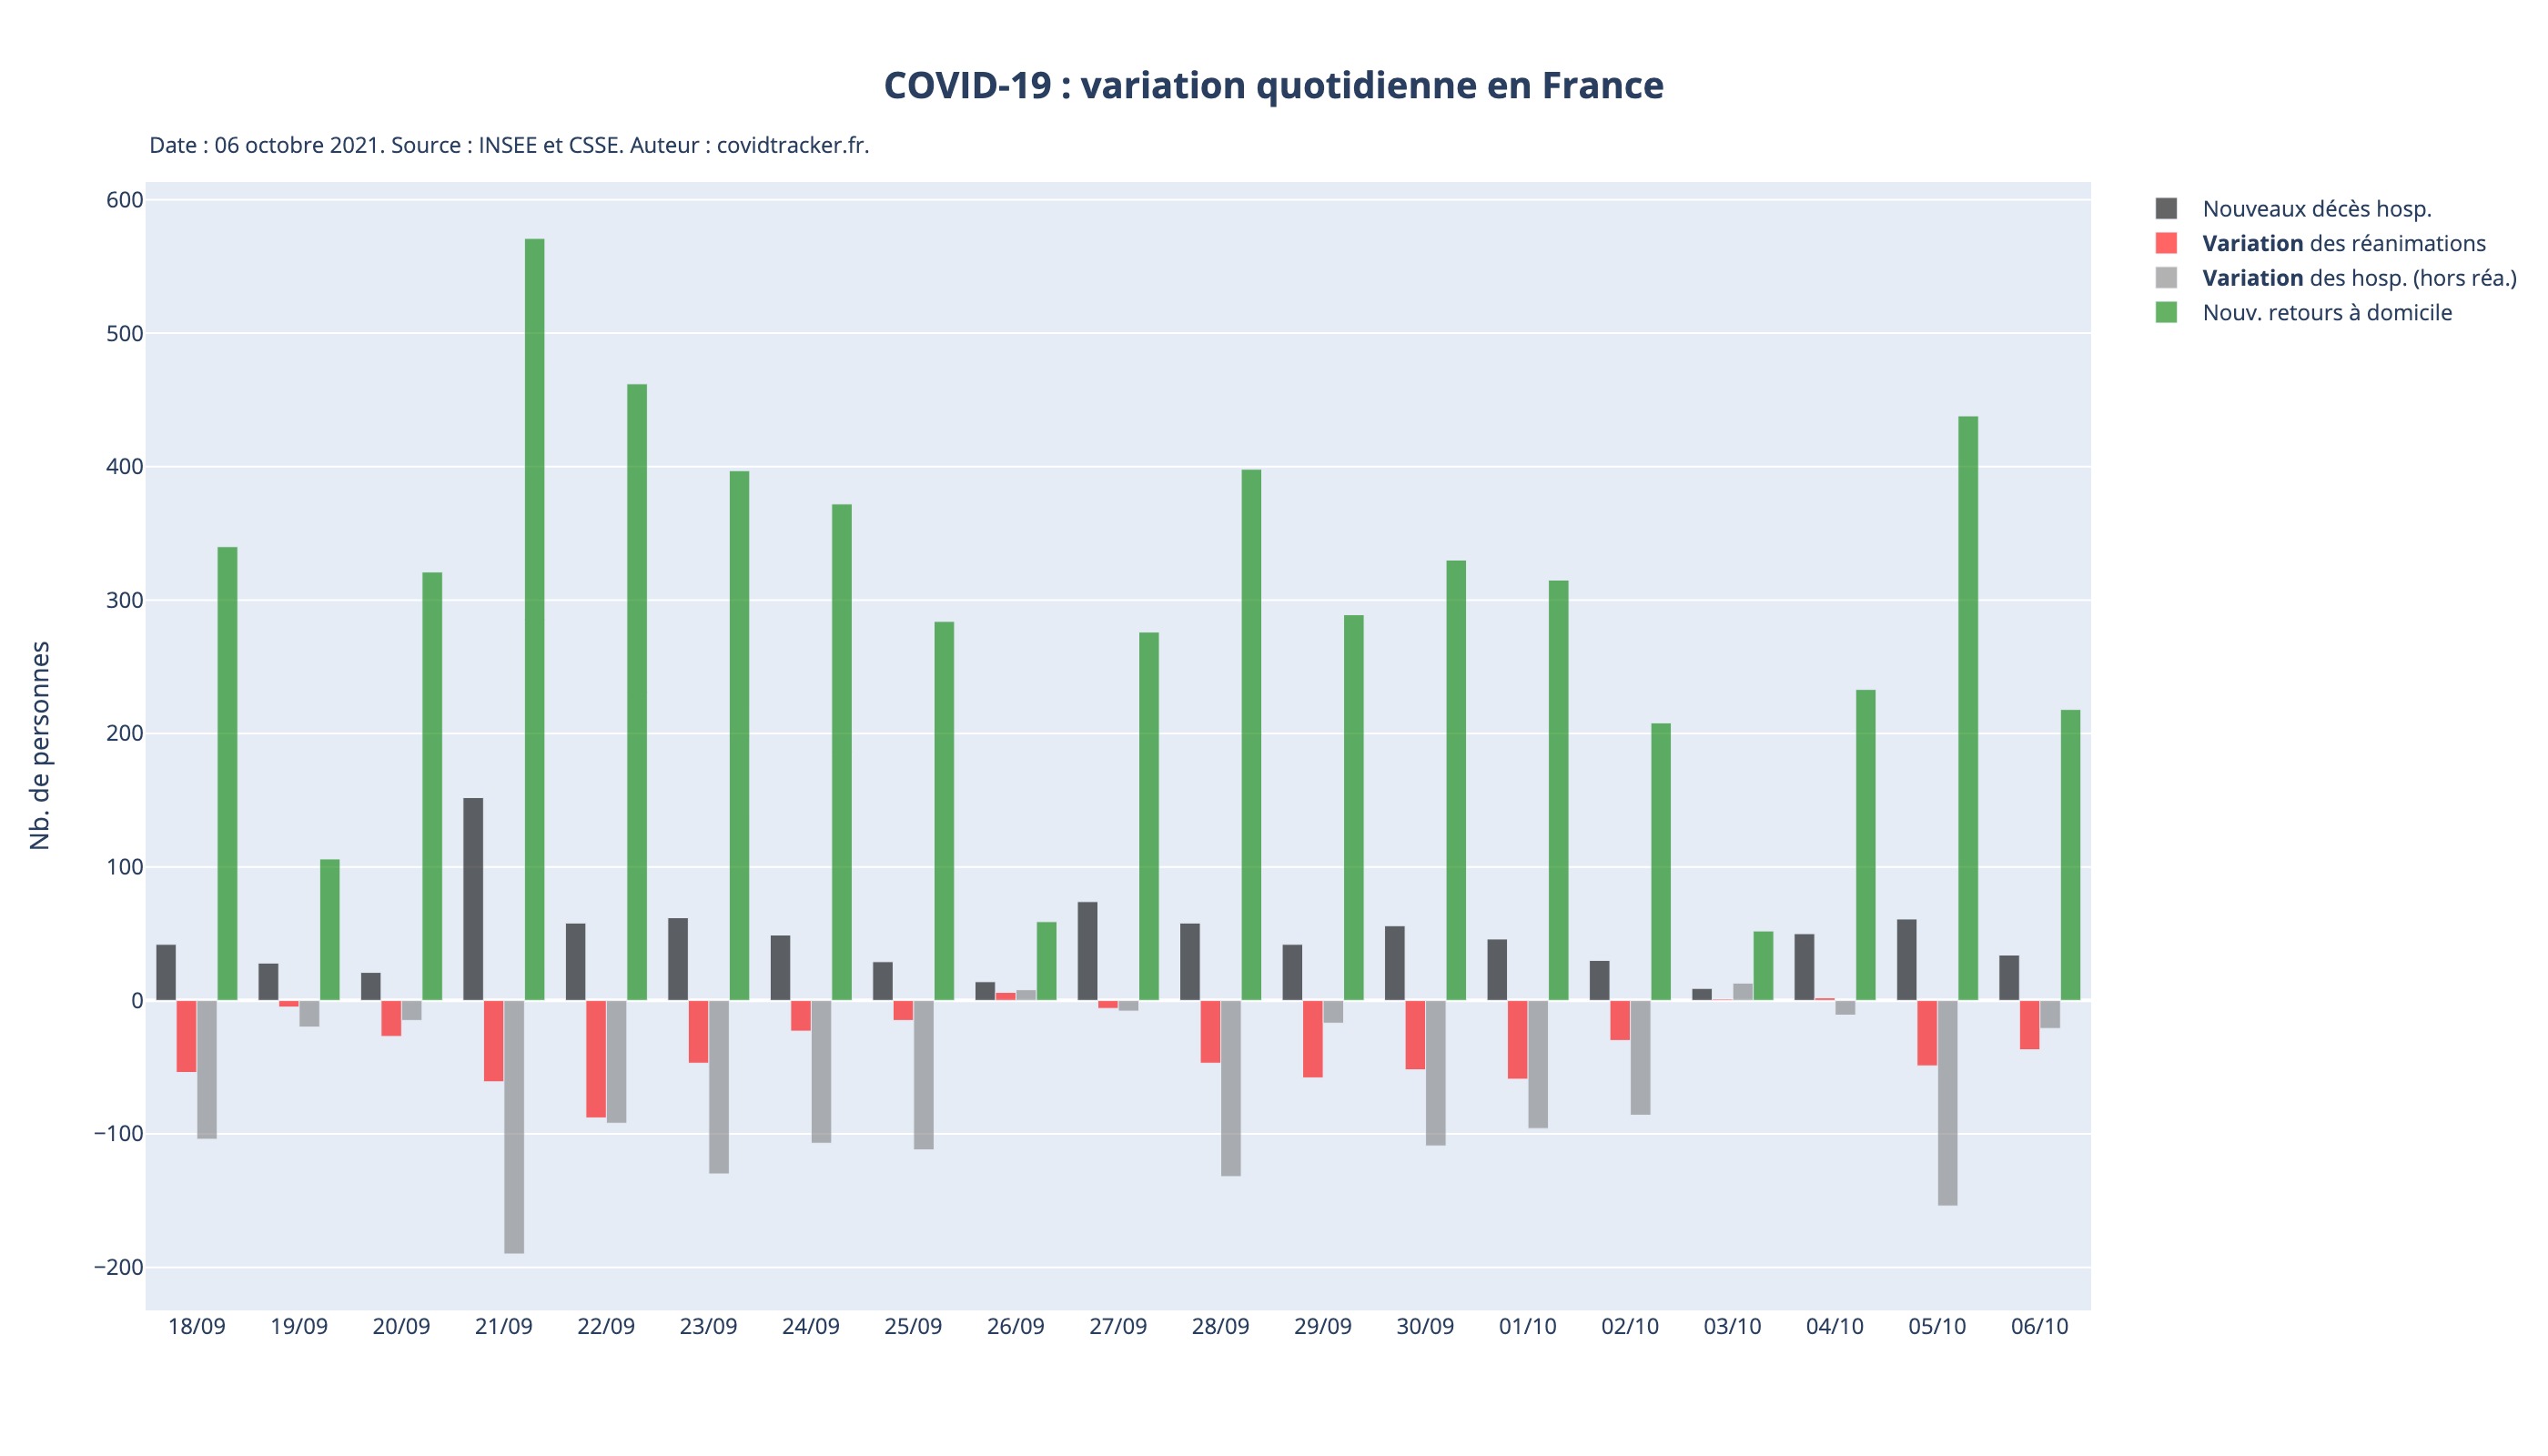 COVID-19 : variation quotidienne en France
Date : 06 octobre 2021. Source : INSEE et CSSE. Auteur : covidtracker.fr.
Nouveaux décès hosp.
Variation des réanimations
Variation des hosp. (hors réa.)
Nouv. retours à domicile
Nb. de personnes
600
500
400
300
200
100
0
−100
−200
18/09 19/09 20/09 21/09 22/09 23/09 24/09 25/09 26/09 27/09 28/09 29/09 30/09 01/10 02/10 03/10 04/10 05/10 06/10